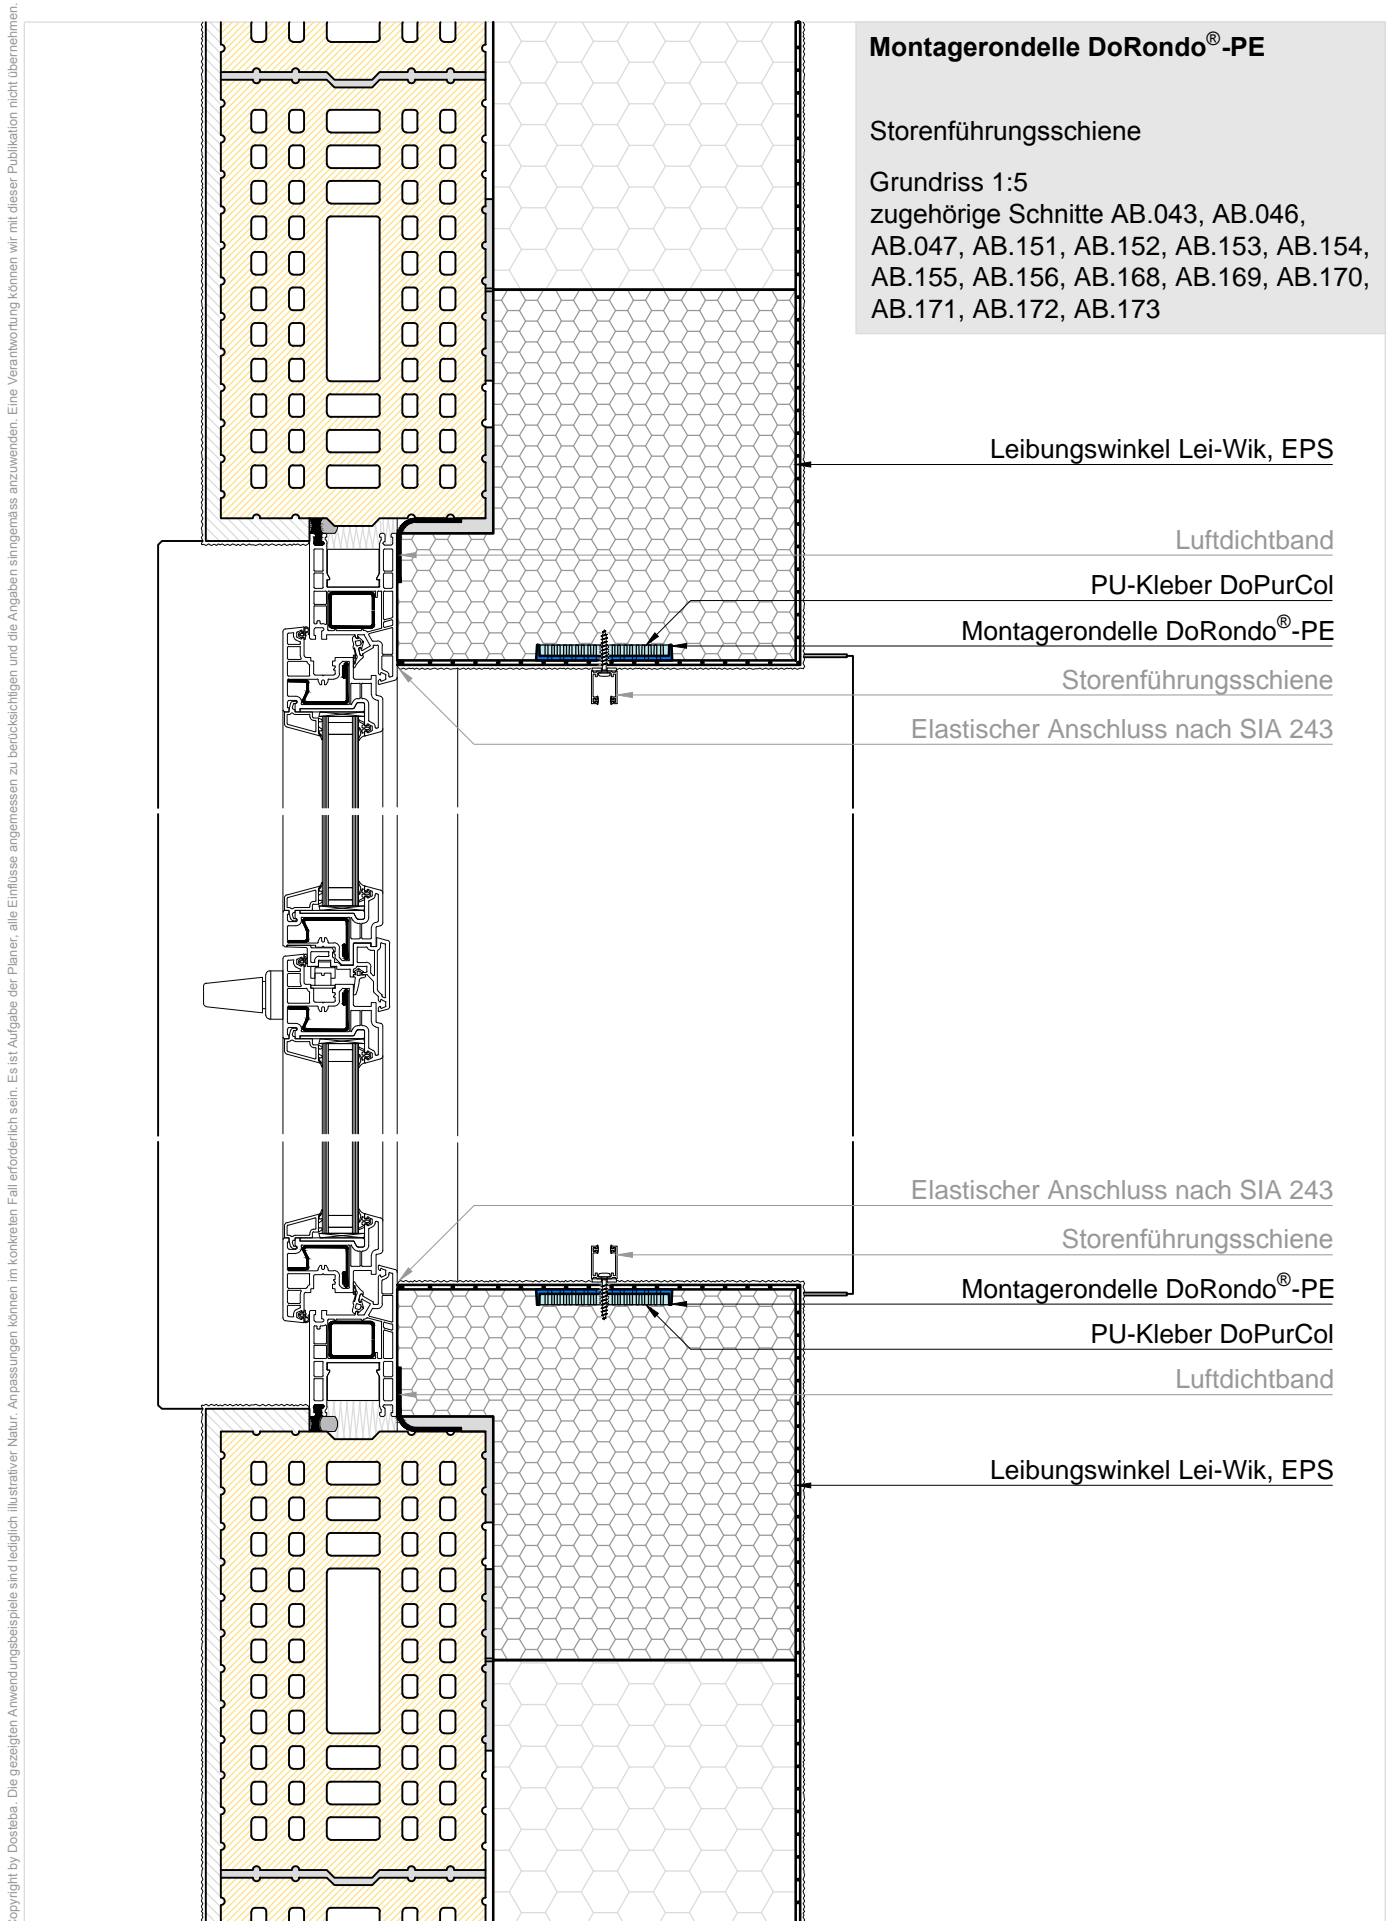 Montagerondelle DoRondo®-PE
Storenführungsschiene
Grundriss 1:5
zugehörige Schnitte AB.043, AB.046,
AB.047, AB.151, AB.152, AB.153, AB.154,
AB.155, AB.156, AB.168, AB.169, AB.170,
AB.171, AB.172, AB.173
Leibungswinkel Lei-Wik, EPS
Luftdichtband
PU-Kleber DoPurCol
Montagerondelle DoRondo®-PE
Storenführungsschiene
Elastischer Anschluss nach SIA 243
Elastischer Anschluss nach SIA 243
Storenführungsschiene
Montagerondelle DoRondo®-PE
PU-Kleber DoPurCol
Luftdichtband
Leibungswinkel Lei-Wik, EPS
Copyright by Dosteba. Die gezeigten Anwendungsbeispiele sind lediglich illustrativer Natur. Anpassungen können im konkreten Fall erforderlich sein. Es ist Aufgabe der Planer, alle Einflüsse angemessen zu berücksichtigen und die Angaben sinngemäss anzuwenden. Eine Verantwortung können wir mit dieser Publikation nicht übernehmen.